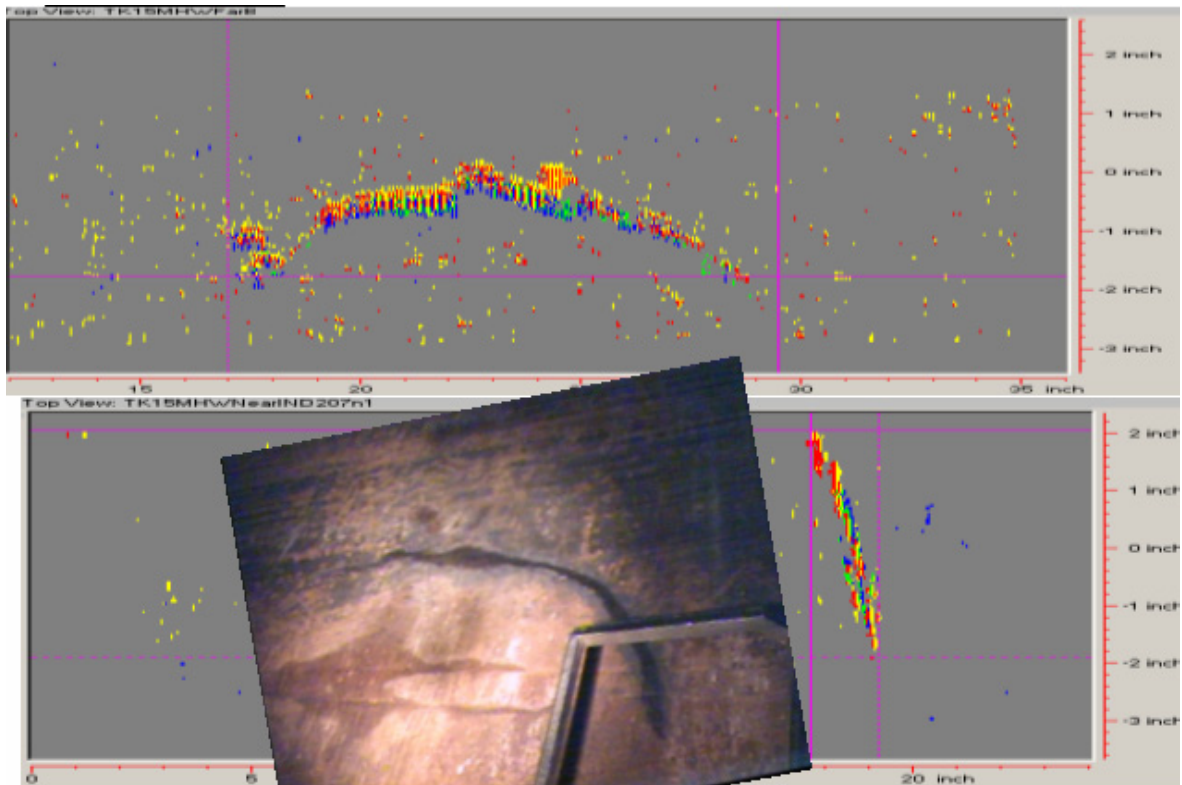 Top View: TK15MHW/FarE
2 inch
1 inch
0 inch
-1 inch
-2 inch
-3 inch
15 20 30 35 inch
Top View: TK15MHW/NearIND207n1
2 inch
1 inch
0 inch
-1 inch
-2 inch
-3 inch
0 5 20 inch